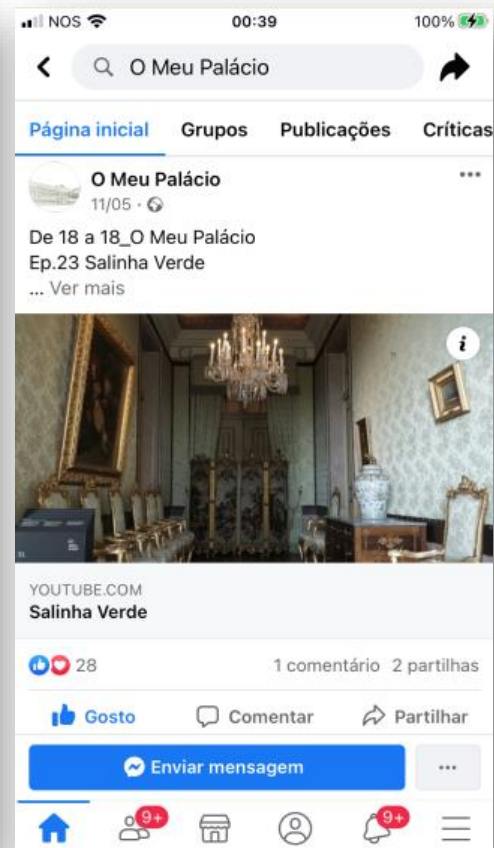 NOS 00:39 100%
O Meu Palácio
Página inicial Grupos Publicações Críticas
O Meu Palácio
11/05 ·
De 18 a 18_O Meu Palácio
Ep.23 Salinha Verde
... Ver mais
i
YOUTUBE.COM
Salinha Verde
28 1 comentário 2 partilhas
Gosto Comentar Partilhar
Enviar mensagem ...
9+ 9+